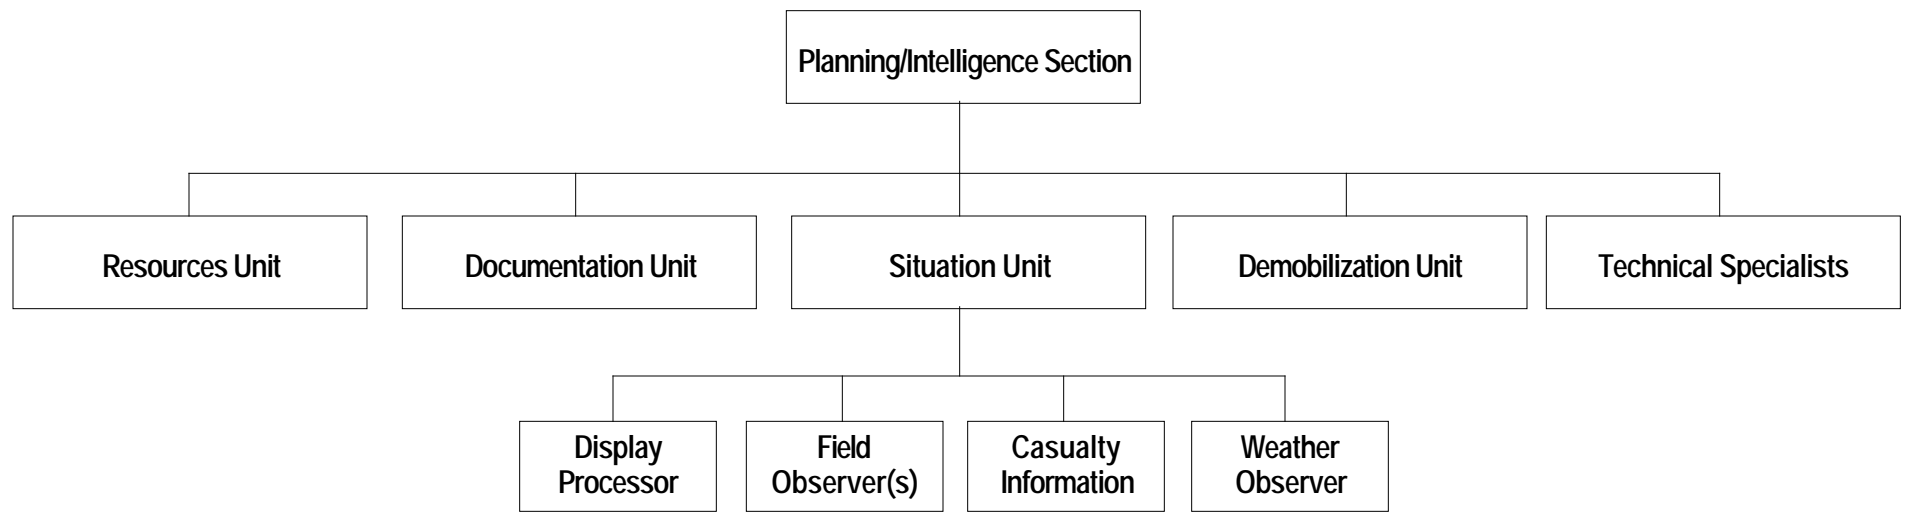 Planning/Intelligence Section
Resources Unit
Documentation Unit
Situation Unit
Demobilization Unit
Technical Specialists
Display
Processor
Field
Observer(s)
Casualty
Information
Weather
Observer